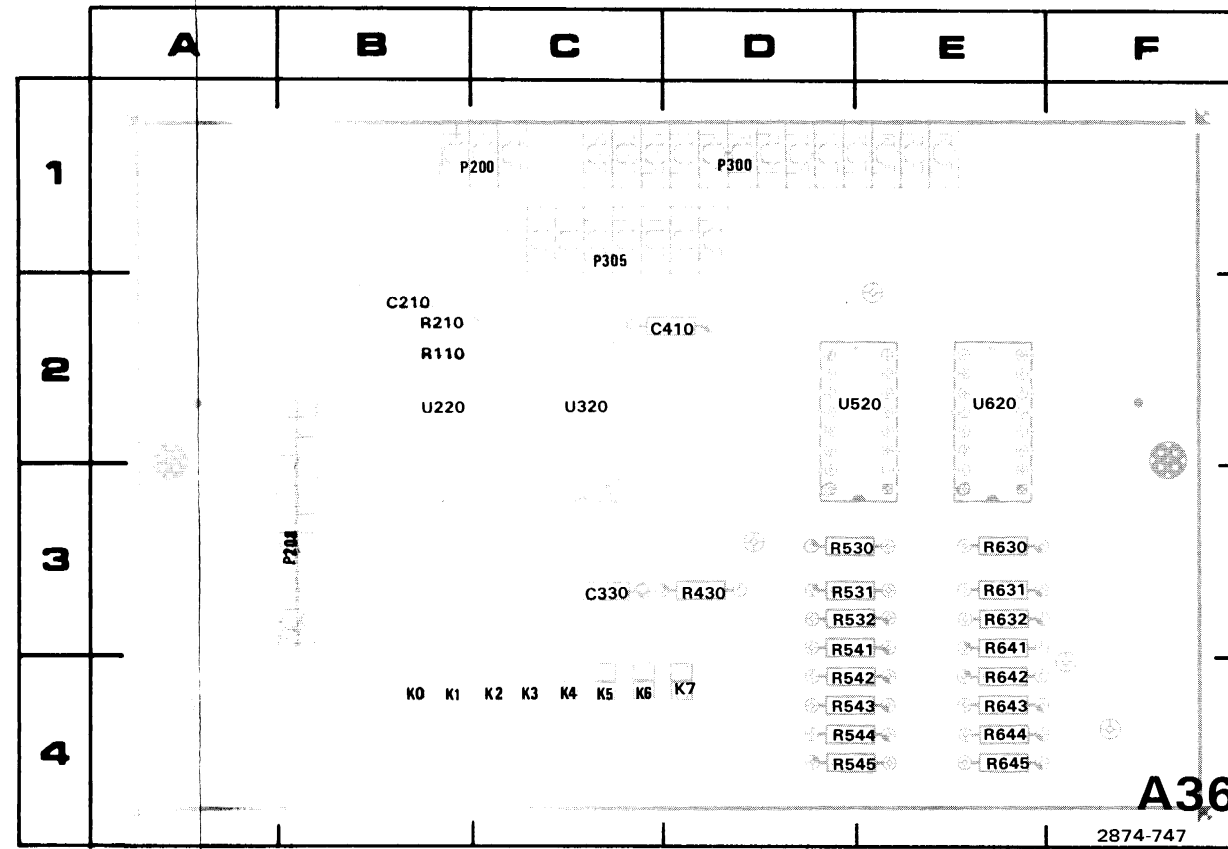 A B C D E F
1
P200 P300
P305
C210
R210 C410
R110
2
U220 U320 U520 U620
3
P204
R530 R630
C330 R430 R531 R631
R532 R632
R541 R641
R542 R642
K0 K1 K2 K3 K4 K5 K6 K7
R543 R643
R544 R644
4
R545 R645
A36
2874-747